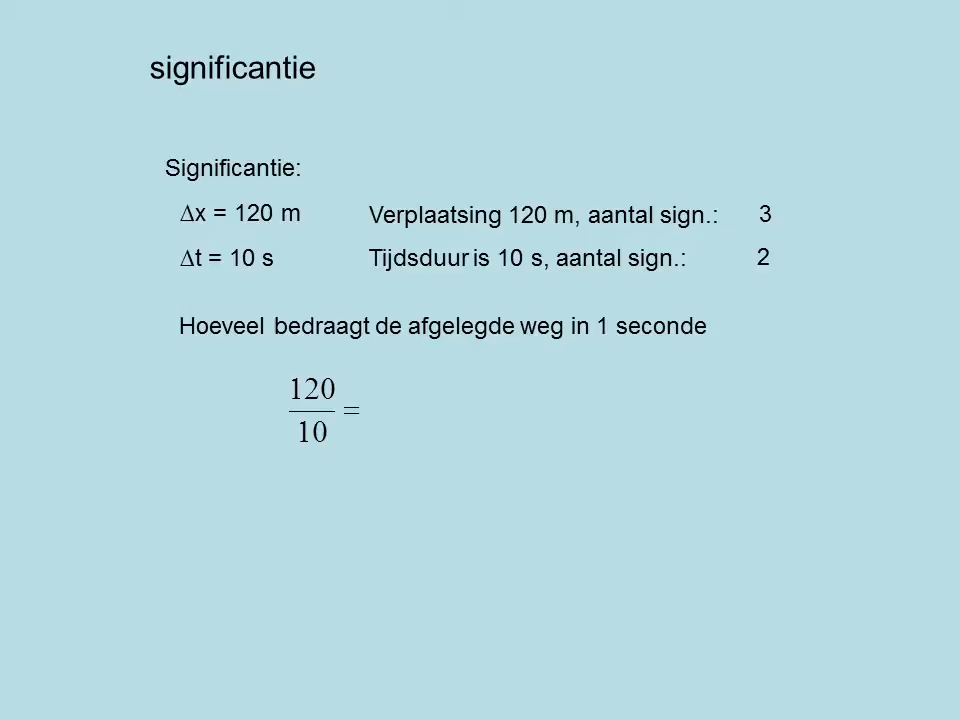 significantie
Significantie:
∆x = 120 m Verplaatsing 120 m, aantal sign.: 3
∆t = 10 s Tijdsduur is 10 s, aantal sign.: 2
Hoeveel bedraagt de afgelegde weg in 1 seconde
120
10 =